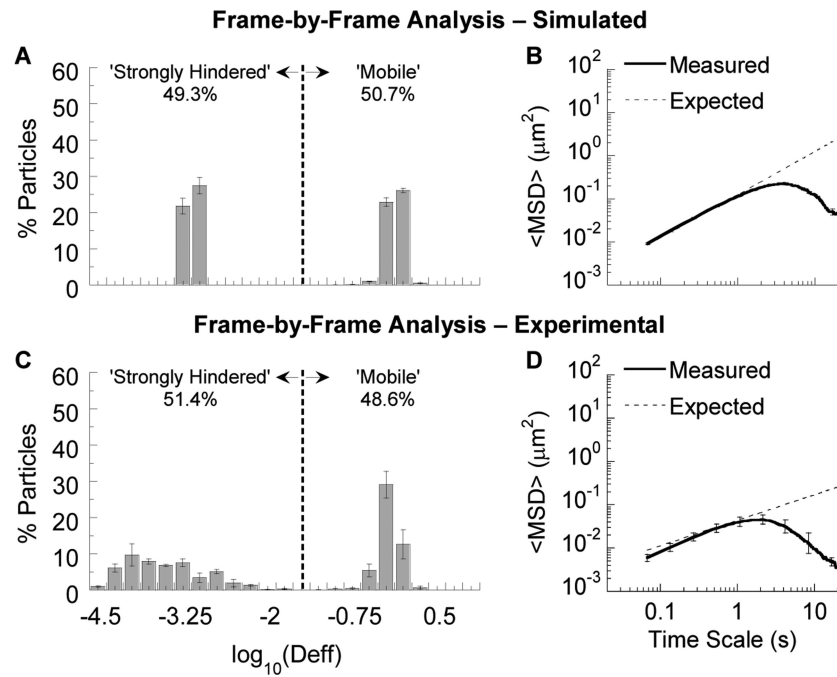 Frame-by-Frame Analysis – Simulated
A
60
50
40
30
20
10
0
% Particles
'Strongly Hindered'
49.3%
'Mobile'
50.7%
B
10²
10¹
10⁰
10⁻¹
10⁻²
10⁻³
<MSD> (μm²)
Measured
Expected
Frame-by-Frame Analysis – Experimental
C
60
50
40
30
20
10
0
% Particles
'Strongly Hindered'
51.4%
'Mobile'
48.6%
-4.5 -3.25 -2 -0.75 0.5
log₁₀(Deff)
D
10²
10¹
10⁰
10⁻¹
10⁻²
10⁻³
<MSD> (μm²)
Measured
Expected
0.1 1 10
Time Scale (s)